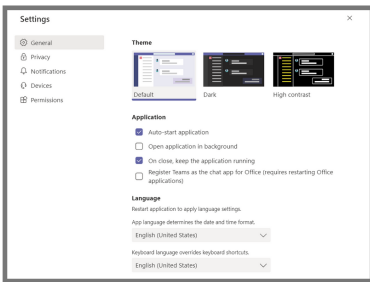 Settings
General
Privacy
Notifications
Devices
Permissions
Theme
Default
Dark
High contrast
Application
Auto-start application
Open application in background
On close, keep the application running
Register Teams as the chat app for Office (requires restarting Office
applications)
Language
Restart application to apply language settings.
App language determines the date and time format.
English (United States)
Keyboard language overrides keyboard shortcuts.
English (United States)